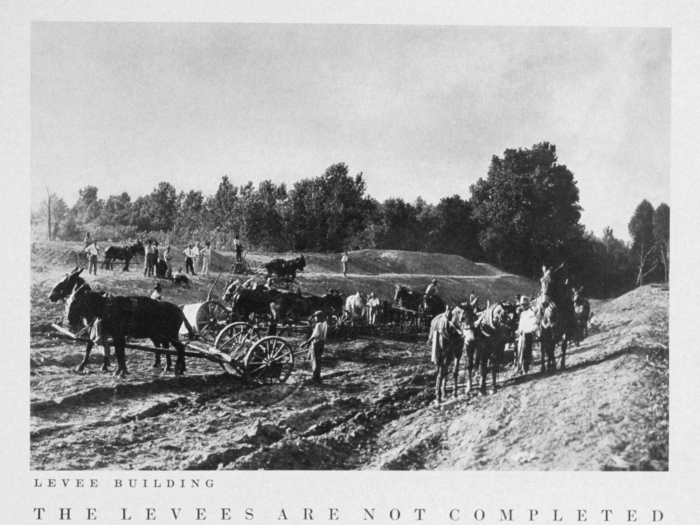 LEVEE BUILDING
THE LEVEES ARE NOT COMPLETED